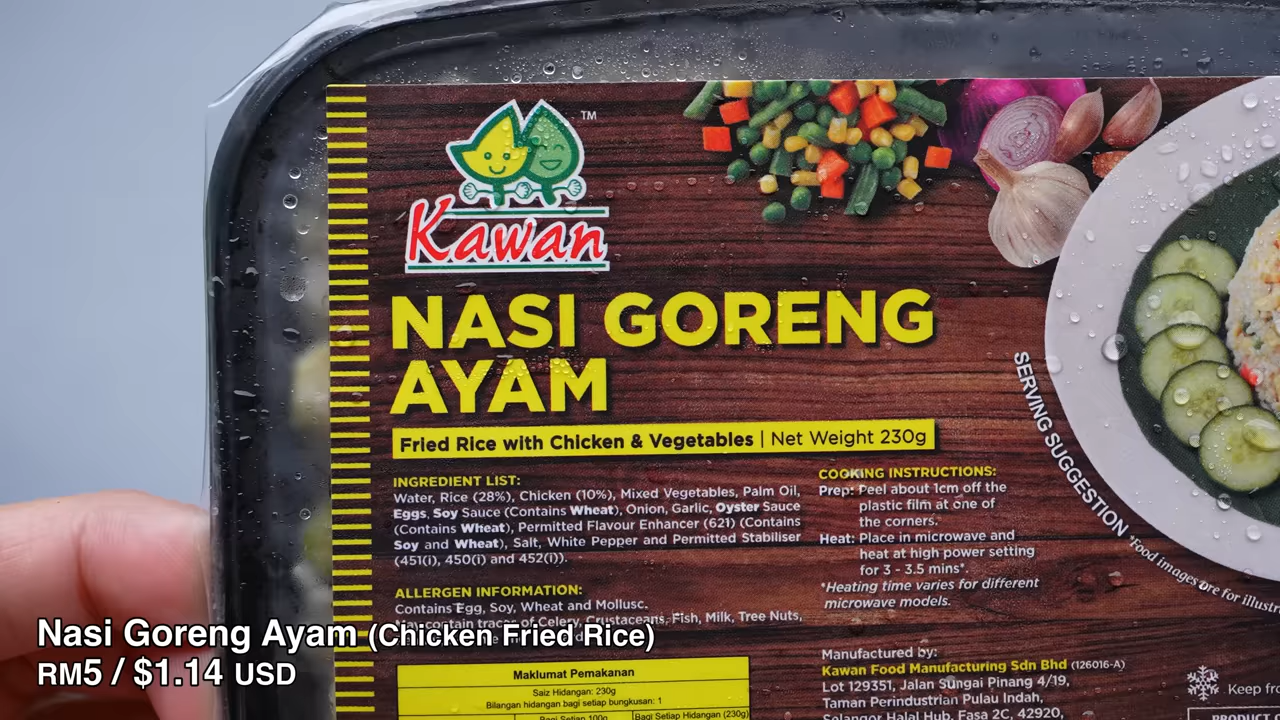 Kawan
TM
NASI GORENG
AYAM
Fried Rice with Chicken & Vegetables | Net Weight 230g
INGREDIENT LIST:
Water, Rice (28%), Chicken (10%), Mixed Vegetables, Palm Oil,
Eggs, Soy Sauce (Contains Wheat), Onion, Garlic, Oyster Sauce
(Contains Wheat), Permitted Flavour Enhancer (621) (Contains
Soy and Wheat), Salt, White Pepper and Permitted Stabiliser
(451(i), 450(i) and 452(i)).
ALLERGEN INFORMATION:
Contains Egg, Soy, Wheat and Mollusc.
May contain traces of Celery, Crustaceans, Fish, Milk, Tree Nuts,
Maklumat Pemakanan
Saiz Hidangan: 230g
Bilangan hidangan bagi setiap bungkusan: 1
Bagi Setiap 100g
Bagi Setiap Hidangan (230g)
COOKING INSTRUCTIONS:
Prep: Peel about 1cm off the
plastic film at one of
the corners.
Heat: Place in microwave and
heat at high power setting
for 3 - 3.5 mins*.
*Heating time varies for different
microwave models.
Manufactured by:
Kawan Food Manufacturing Sdn Bhd (126016-A)
Lot 129351, Jalan Sungai Pinang 4/19,
Taman Perindustrian Pulau Indah,
Selangor Halal Hub, Fasa 2C, 42920,
SERVING SUGGESTION
*Food images are for illustr
Keep fro
PRODUCT
Nasi Goreng Ayam (Chicken Fried Rice)
RM5 / $1.14 USD